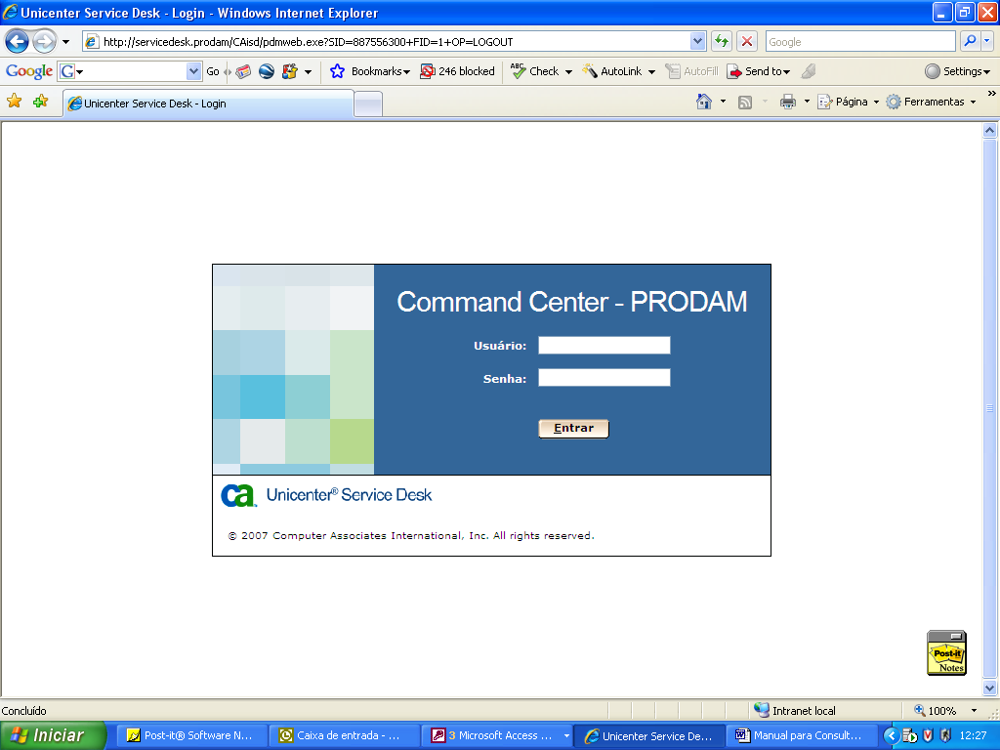 Unicenter Service Desk - Login - Windows Internet Explorer
http://servicedesk.prodam/CAisd/pdmweb.exe?SID=887556300+FID=1+OP=LOGOUT
Google
Google G Go Bookmarks 246 blocked ABC Check AutoLink AutoFill Send to Settings
Unicenter Service Desk - Login
Página Ferramentas »
Command Center - PRODAM
Usuário:
Senha:
Entrar
ca Unicenter® Service Desk
© 2007 Computer Associates International, Inc. All rights reserved.
Post-it
Notes
Concluído Intranet local 100%
Iniciar Post-it® Software N... Caixa de entrada - ... 3 Microsoft Access ... Unicenter Service De... Manual para Consult... 12:27